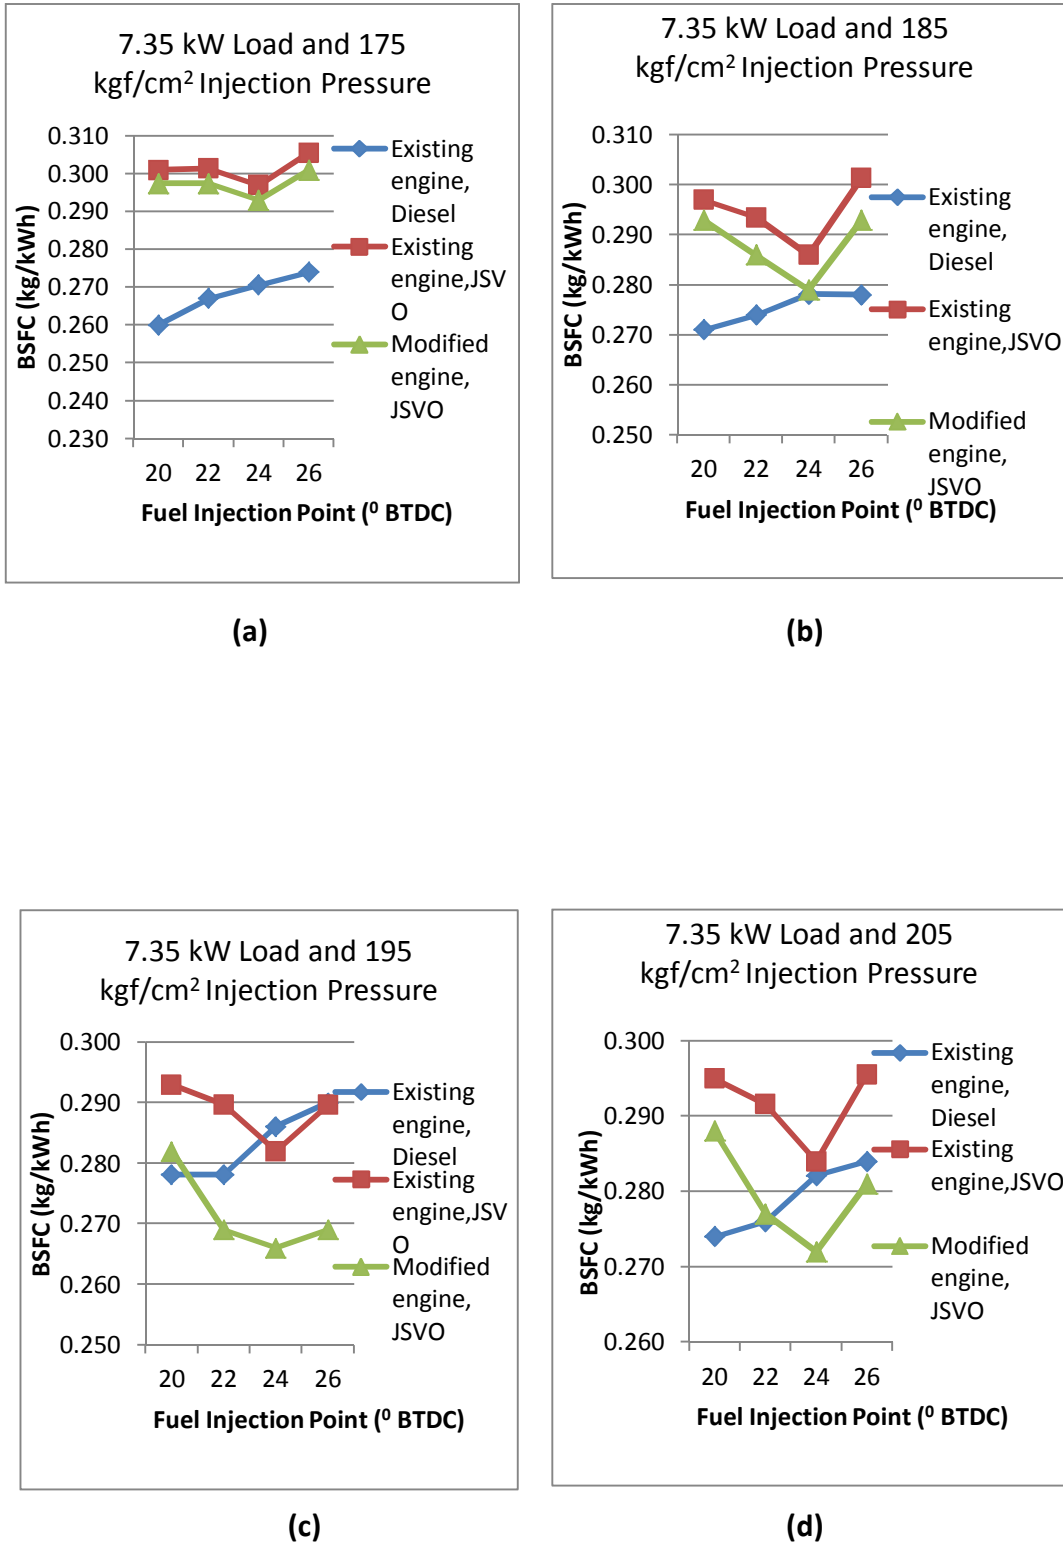 7.35 kW Load and 175
kgf/cm² Injection Pressure
0.310
0.300
0.290
0.280
0.270
0.260
0.250
0.240
0.230
BSFC (kg/kWh)
20 22 24 26
Fuel Injection Point (⁰ BTDC)
Existing
engine,
Diesel
Existing
engine,JSV
O
Modified
engine,
JSVO
(a)
7.35 kW Load and 185
kgf/cm² Injection Pressure
0.310
0.300
0.290
0.280
0.270
0.260
0.250
BSFC (kg/kWh)
20 22 24 26
Fuel Injection Point (⁰ BTDC)
Existing
engine,
Diesel
Existing
engine,JSVO
Modified
engine,
JSVO
(b)
7.35 kW Load and 195
kgf/cm² Injection Pressure
0.300
0.290
0.280
0.270
0.260
0.250
BSFC (kg/kWh)
20 22 24 26
Fuel Injection Point (⁰ BTDC)
Existing
engine,
Diesel
Existing
engine,JSV
O
Modified
engine,
JSVO
(c)
7.35 kW Load and 205
kgf/cm² Injection Pressure
0.300
0.290
0.280
0.270
0.260
BSFC (kg/kWh)
20 22 24 26
Fuel Injection Point (⁰ BTDC)
Existing
engine,
Diesel
Existing
engine,JSVO
Modified
engine,
JSVO
(d)